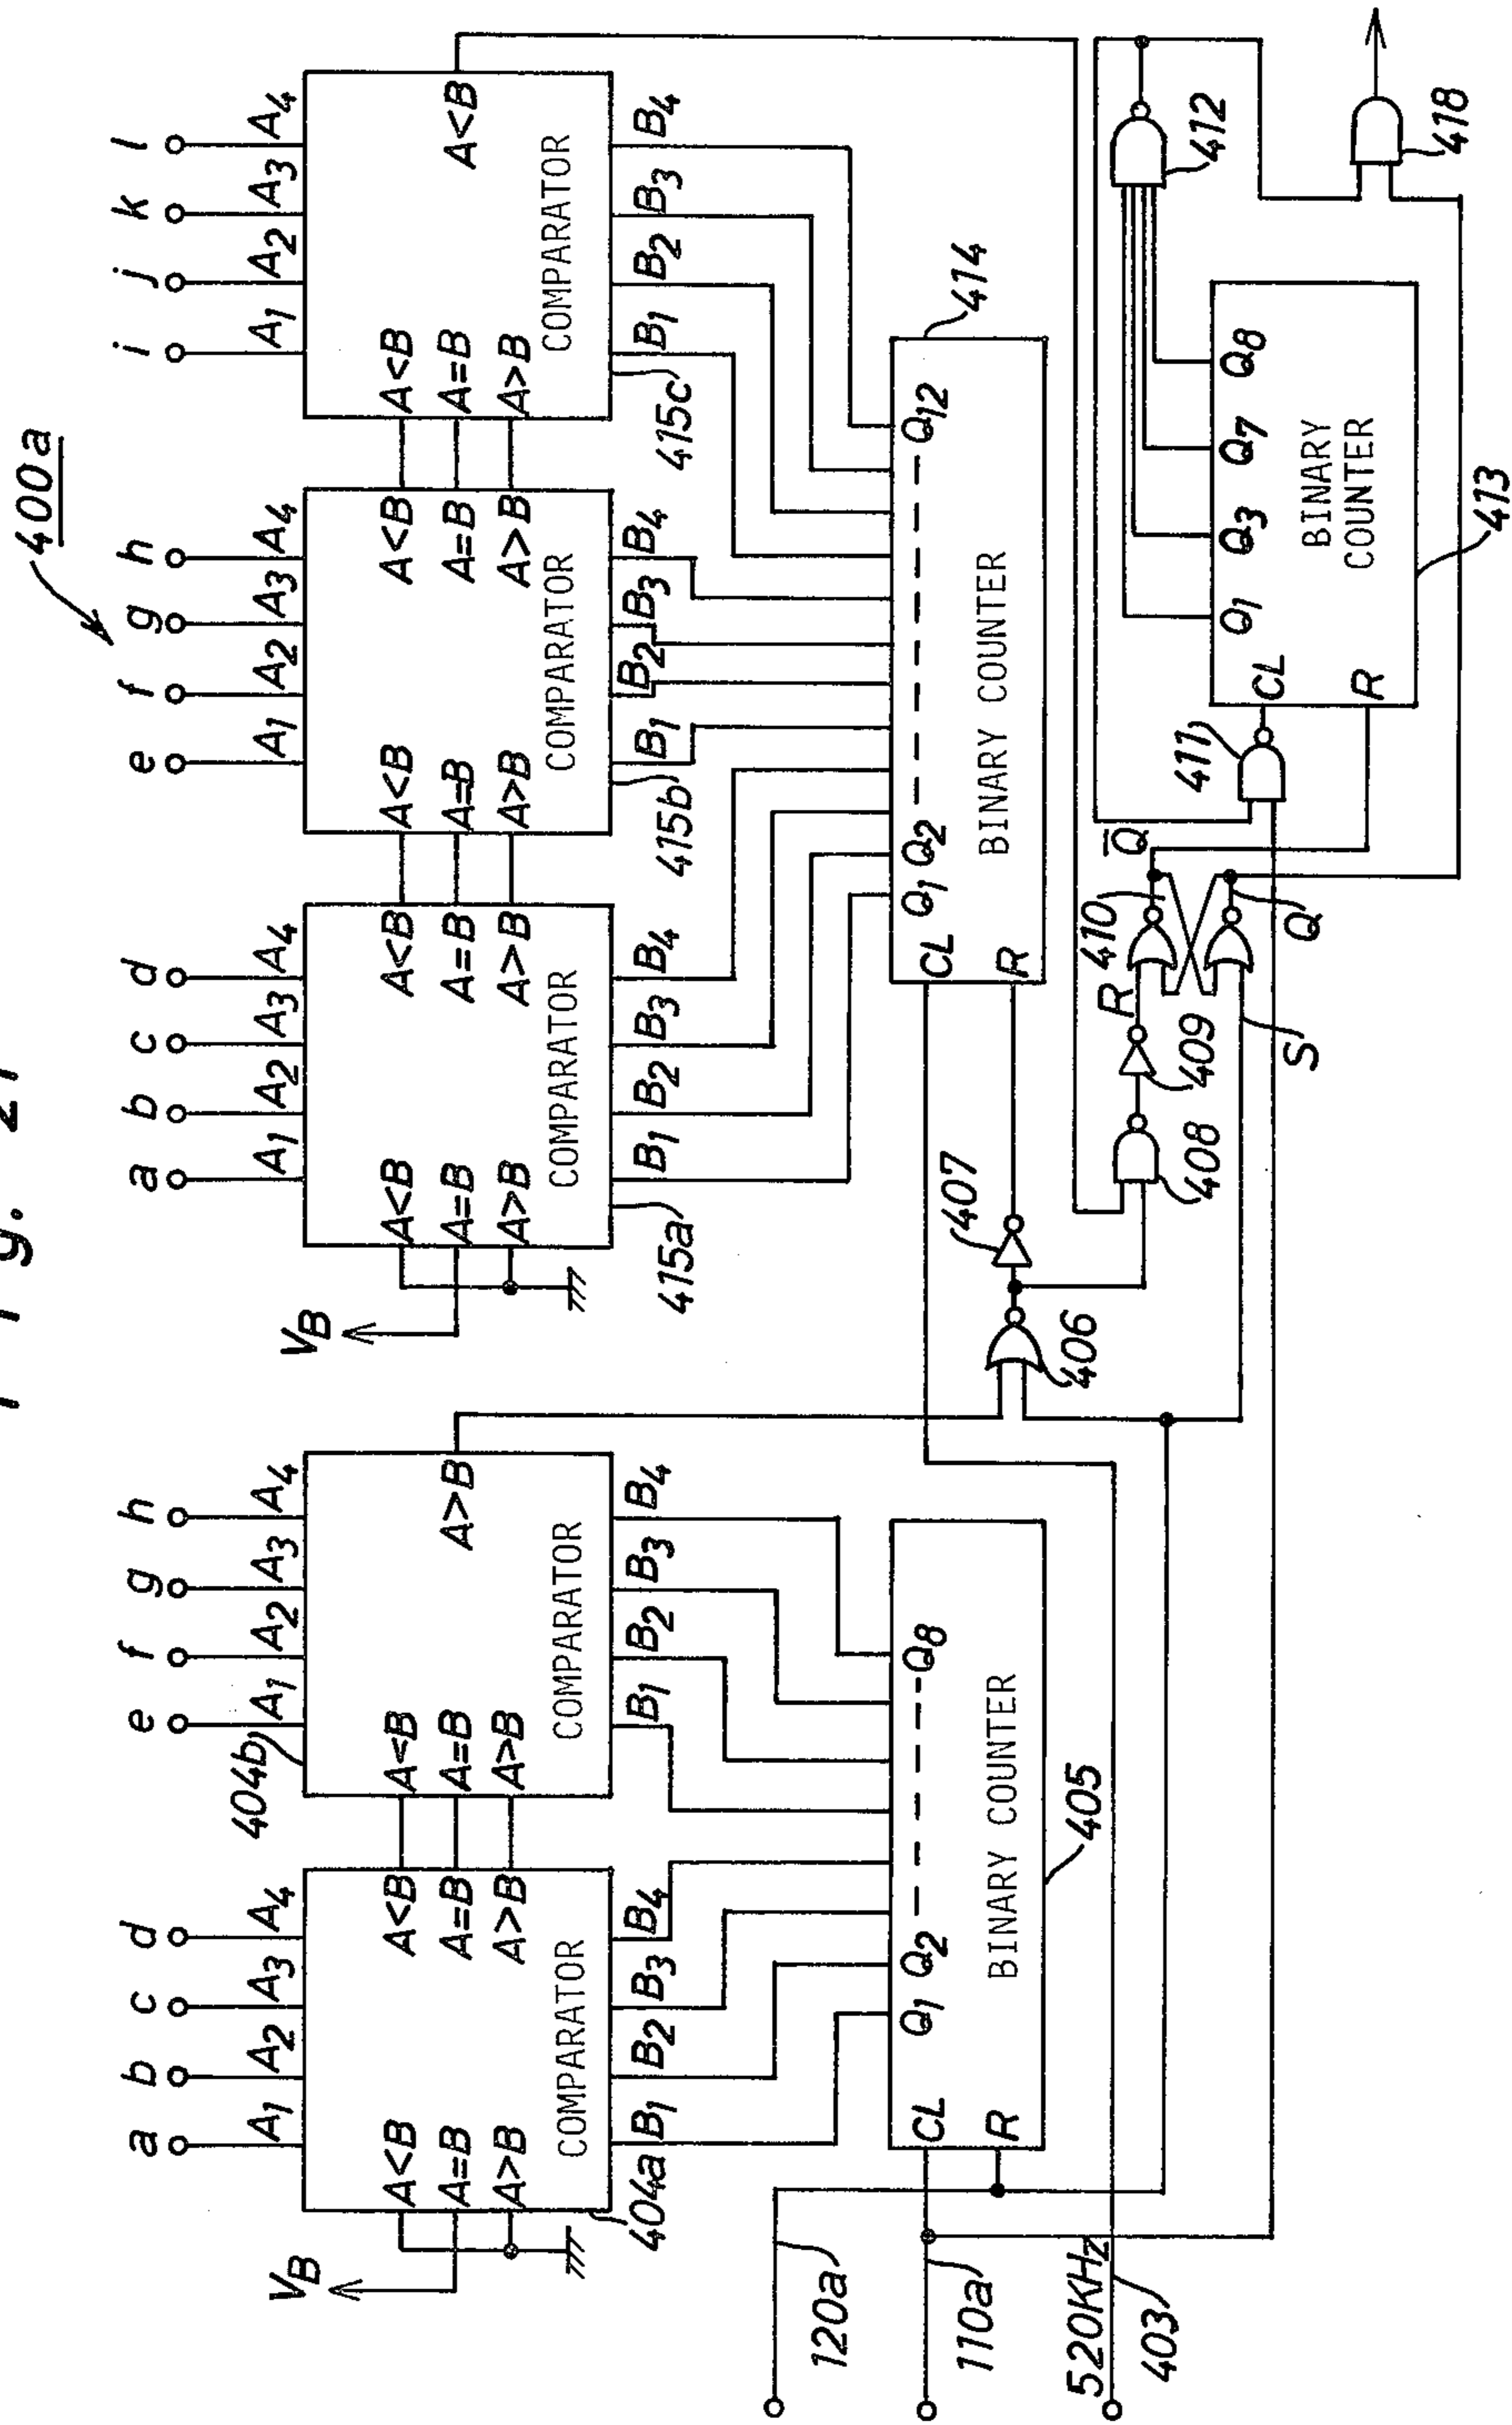 Fig. 21
400a
a b c d
A1 A2 A3 A4
e f g h
A1 A2 A3 A4
a b c d
A1 A2 A3 A4
e f g h
A1 A2 A3 A4
i j k l
A1 A2 A3 A4
VB
A<B
A=B
A>B
A<B
A=B
A>B
COMPARATOR
404a
B1 B2 B3 B4
404b
A<B
A=B
A>B
A>B
COMPARATOR
B1 B2 B3 B4
VB
A<B
A=B
A>B
A<B
A=B
A>B
COMPARATOR
415a
B1 B2 B3 B4
A<B
A=B
A>B
A<B
A=B
A>B
COMPARATOR
415b
B1 B2 B3 B4
A<B
A=B
A>B
A<B
COMPARATOR
415c
B1 B2 B3 B4
CL
R
Q1 Q2 - - - - - Q8
BINARY COUNTER
405
CL
R
Q1 Q2 - - - - - - - - Q12
BINARY COUNTER
414
120a
110a
520KHz
403
406
407
408
409
R
410
Q̅
S
Q
411
CL
R
Q1 Q3 Q7 Q8
BINARY
COUNTER
413
412
418